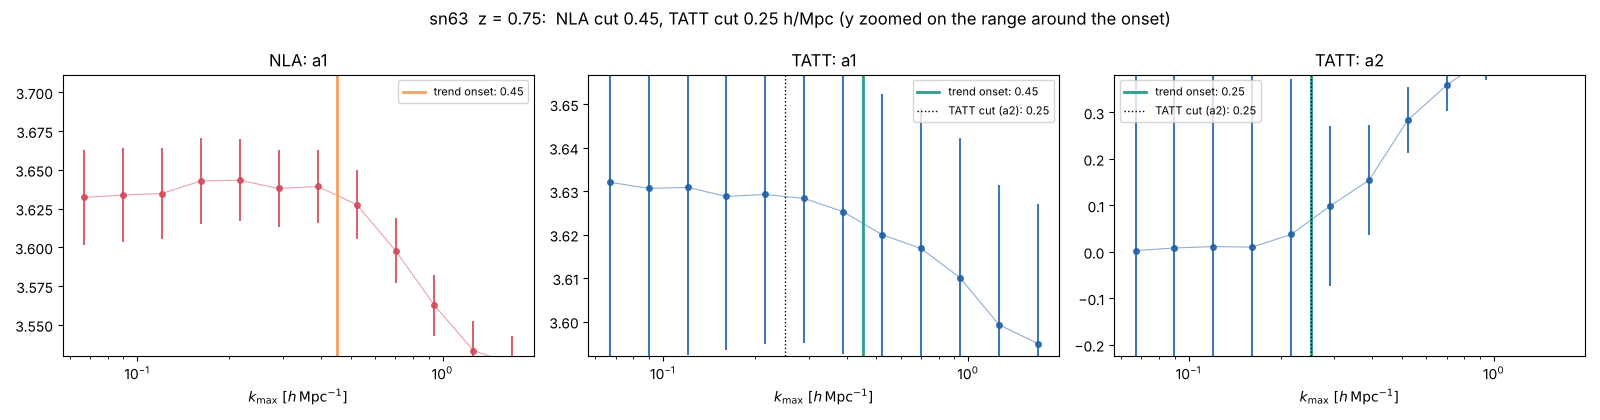 sn63  z = 0.75:  NLA cut 0.45, TATT cut 0.25 h/Mpc (y zoomed on the range around the onset)
NLA: a1
3.700
3.675
3.650
3.625
3.600
3.575
3.550
trend onset: 0.45
10⁻¹
10⁰
k_max [h Mpc⁻¹]
TATT: a1
3.65
3.64
3.63
3.62
3.61
3.60
trend onset: 0.45
TATT cut (a2): 0.25
10⁻¹
10⁰
k_max [h Mpc⁻¹]
TATT: a2
0.3
0.2
0.1
0.0
−0.1
−0.2
trend onset: 0.25
TATT cut (a2): 0.25
10⁻¹
10⁰
k_max [h Mpc⁻¹]